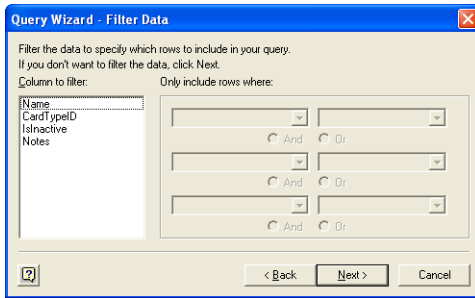 Query Wizard - Filter Data
Filter the data to specify which rows to include in your query.
If you don't want to filter the data, click Next.
Column to filter: Only include rows where:
Name
CardTypeID
IsInactive
Notes
And Or
And Or
And Or
< Back Next > Cancel